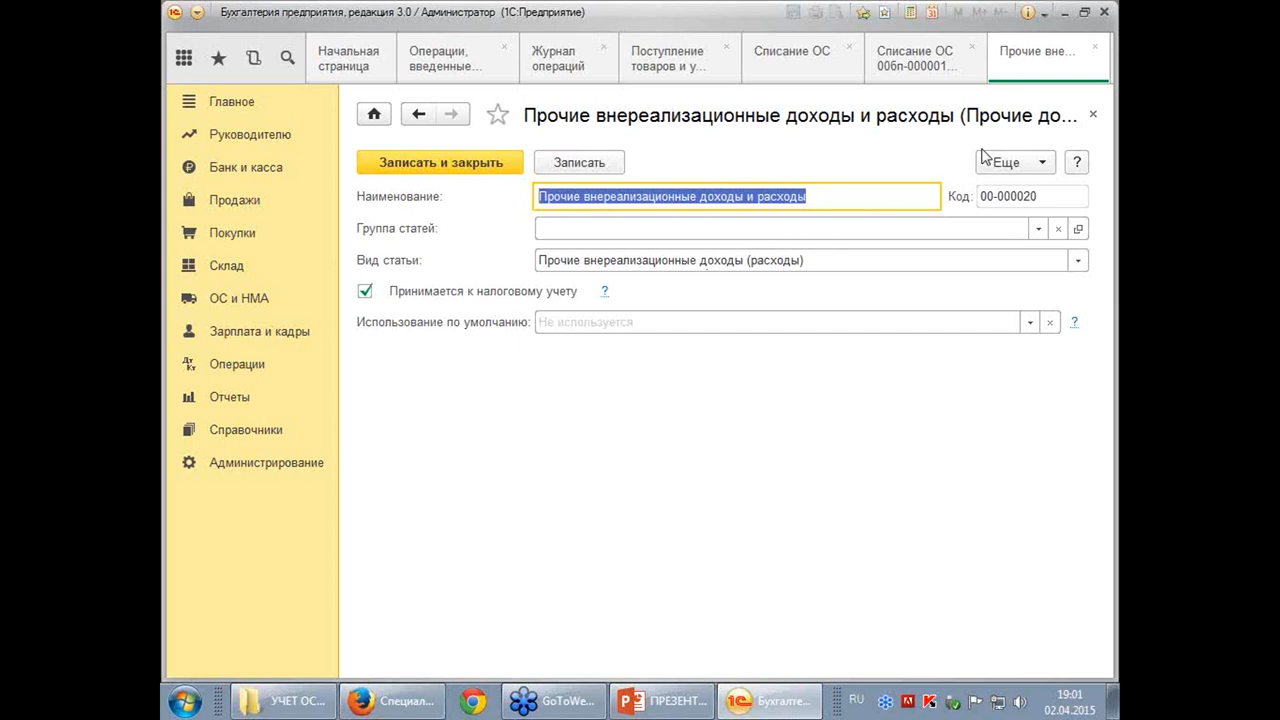 Бухгалтерия предприятия, редакция 3.0 / Администратор (1С:Предприятие)
M M+ M-
Начальная страница
Операции, введенные...
Журнал операций
Поступление товаров и у...
Списание ОС
Списание ОС 00бп-000001...
Прочие вне...
Главное
Руководителю
Банк и касса
Продажи
Покупки
Склад
ОС и НМА
Зарплата и кадры
Дт Кт Операции
Отчеты
Справочники
Администрирование
Прочие внереализационные доходы и расходы (Прочие до...
Записать и закрыть
Записать
Еще
?
Наименование: Прочие внереализационные доходы и расходы
Код: 00-000020
Группа статей:
Вид статьи: Прочие внереализационные доходы (расходы)
Принимается к налоговому учету ?
Использование по умолчанию: Не используется ?
УЧЕТ ОС...
Специал...
GoToWe...
ПРЕЗЕНТ...
Бухгалте...
RU
19:01
02.04.2015